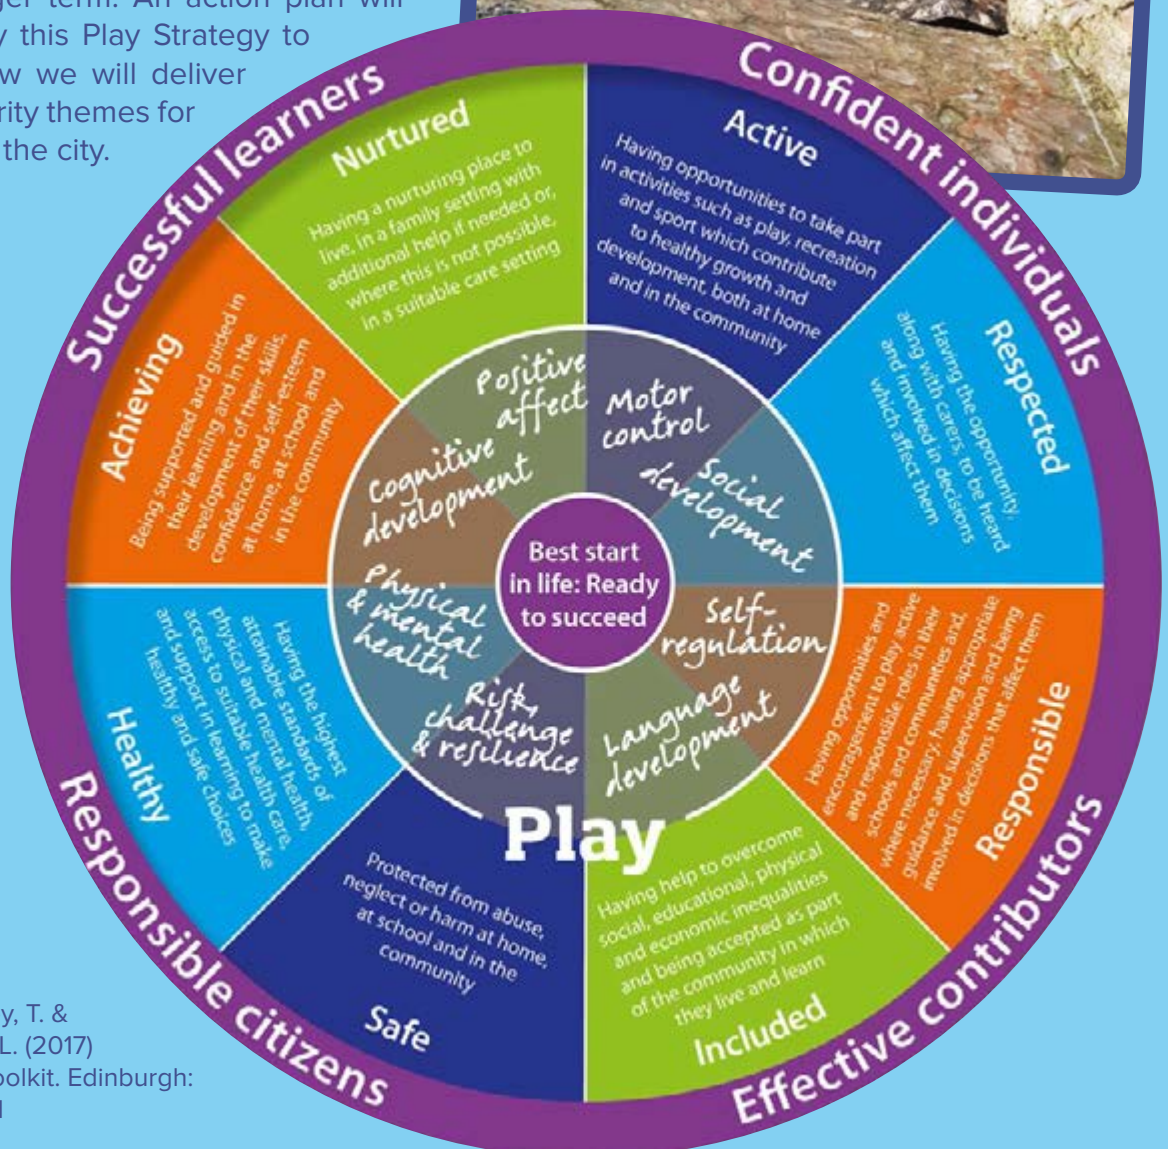 ger term. An action plan will
this Play Strategy to
we will deliver
rity themes for
the city.
Successful learners
Confident individuals
Nurtured
Having a nurturing place to
live, in a family setting with
additional help if needed or,
where this is not possible,
in a suitable care setting
Active
Having opportunities to take part
in activities such as play, recreation
and sport which contribute
to healthy growth and
development, both at home
and in the community
Achieving
Being supported and guided in
their learning and in the
development of their skills,
confidence and self-esteem
at home, at school and
in the community
Respected
Having the opportunity,
along with carers, to be heard
and involved in decisions
which affect them
Positive
affect
Motor
control
Cognitive
development
Social
development
Best start
in life: Ready
to succeed
Physical
& mental
health
Self-
regulation
Risk,
challenge
& resilience
Language
development
Play
Healthy
Having the highest
attainable standards of
physical and mental health,
access to suitable health care,
and support in learning to make
healthy and safe choices
Responsible
Having opportunities and
encouragement to play active
and responsible roles in their
schools and communities and,
where necessary, having appropriate
guidance and supervision and being
involved in decisions that affect them
Protected from abuse,
neglect or harm at home,
at school and in the
community
Safe
Having help to overcome
social, educational, physical
and economic inequalities
and being accepted as part
of the community in which
they live and learn
Included
Responsible citizens
Effective contributors
y, T. &
L. (2017)
oolkit. Edinburgh: